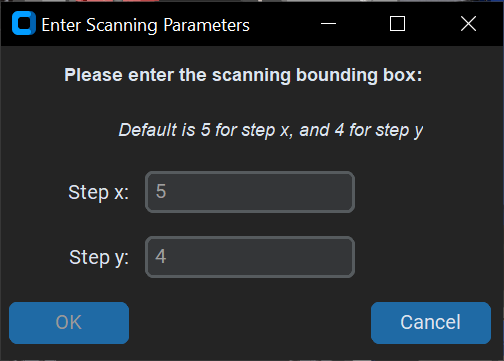 Enter Scanning Parameters
Please enter the scanning bounding box:
Default is 5 for step x, and 4 for step y
Step x: 5
Step y: 4
OK Cancel